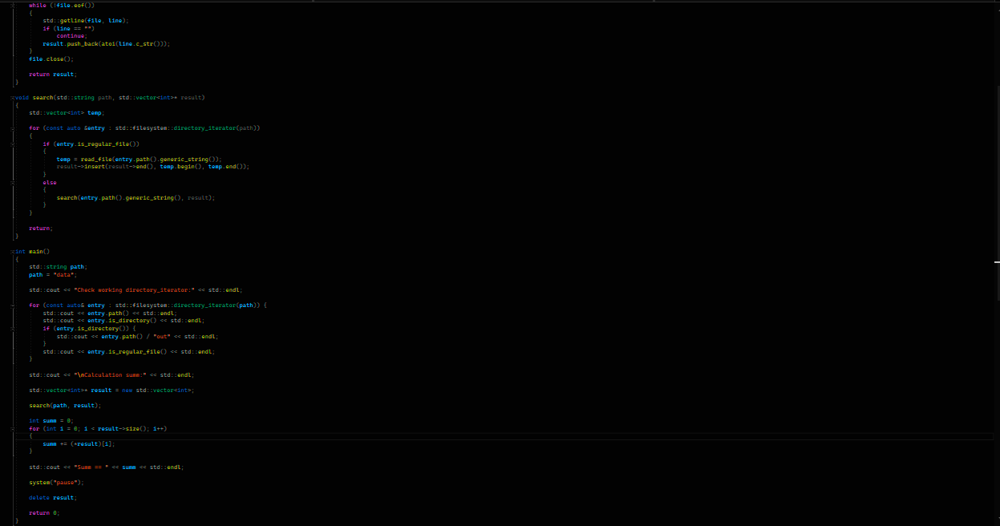 while (!file.eof())
{
std::getline(file, line);
if (line == "")
continue;
result.push_back(atoi(line.c_str()));
}
file.close();
return result;
}
void search(std::string path, std::vector<int>* result)
{
std::vector<int> temp;
for (const auto &entry : std::filesystem::directory_iterator(path))
{
if (entry.is_regular_file())
{
temp = read_file(entry.path().generic_string());
result->insert(result->end(), temp.begin(), temp.end());
}
else
{
search(entry.path().generic_string(), result);
}
}
return;
}
int main()
{
std::string path;
path = "data";
std::cout << "Check working directory_iterator:" << std::endl;
for (const auto& entry : std::filesystem::directory_iterator(path)) {
std::cout << entry.path() << std::endl;
std::cout << entry.is_directory() << std::endl;
if (entry.is_directory()) {
std::cout << entry.path() / "out" << std::endl;
}
std::cout << entry.is_regular_file() << std::endl;
}
std::cout << "\nCalculation summ:" << std::endl;
std::vector<int>* result = new std::vector<int>;
search(path, result);
int summ = 0;
for (int i = 0; i < result->size(); i++)
{
summ += (*result)[i];
}
std::cout << "Summ == " << summ << std::endl;
system("pause");
delete result;
return 0;
}